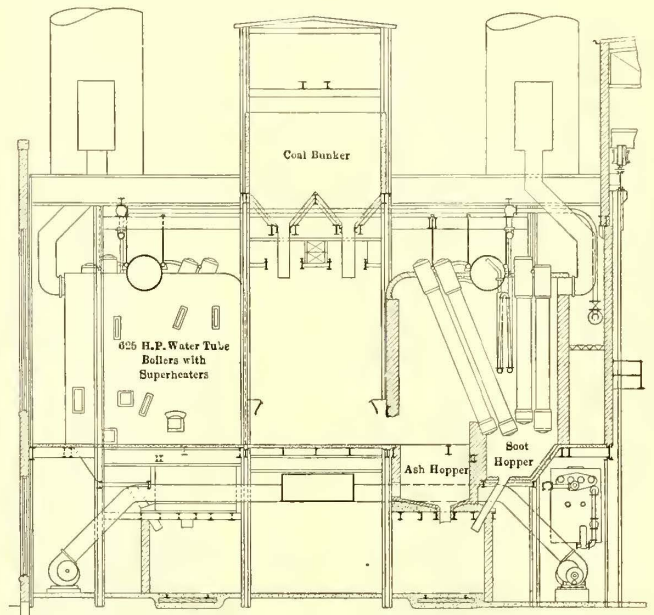 Coal Bunker
625 H.P. Water Tube
Boilers with
Superheaters
Ash Hopper
Soot
Hopper